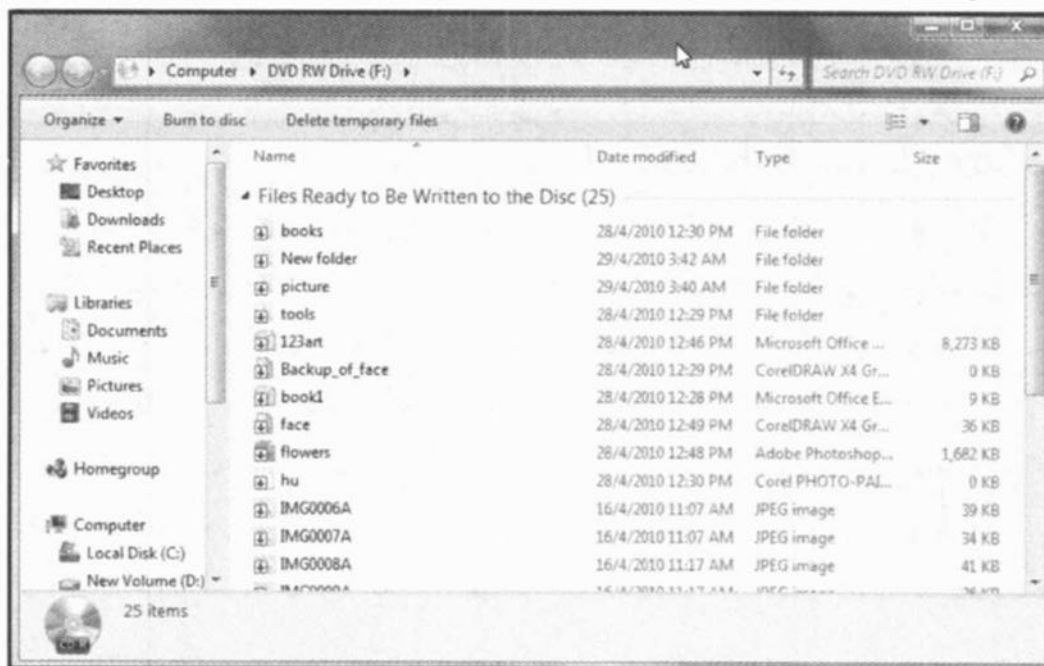 Computer ▸ DVD RW Drive (F:) ▸ Search DVD RW Drive (F:)
Organize Burn to disc Delete temporary files
Favorites
Desktop
Downloads
Recent Places
Libraries
Documents
Music
Pictures
Videos
Homegroup
Computer
Local Disk (C:)
New Volume (D:)
Name Date modified Type Size
Files Ready to Be Written to the Disc (25)
books 28/4/2010 12:30 PM File folder
New folder 29/4/2010 3:42 AM File folder
picture 29/4/2010 3:40 AM File folder
tools 28/4/2010 12:29 PM File folder
123art 28/4/2010 12:46 PM Microsoft Office ... 8,273 KB
Backup_of_face 28/4/2010 12:29 PM CorelDRAW X4 Gr... 0 KB
book1 28/4/2010 12:28 PM Microsoft Office E... 9 KB
face 28/4/2010 12:49 PM CorelDRAW X4 Gr... 36 KB
flowers 28/4/2010 12:48 PM Adobe Photoshop... 1,682 KB
hu 28/4/2010 12:30 PM Corel PHOTO-PAI... 0 KB
IMG0006A 16/4/2010 11:07 AM JPEG image 39 KB
IMG0007A 16/4/2010 11:07 AM JPEG image 34 KB
IMG0008A 16/4/2010 11:17 AM JPEG image 41 KB
25 items